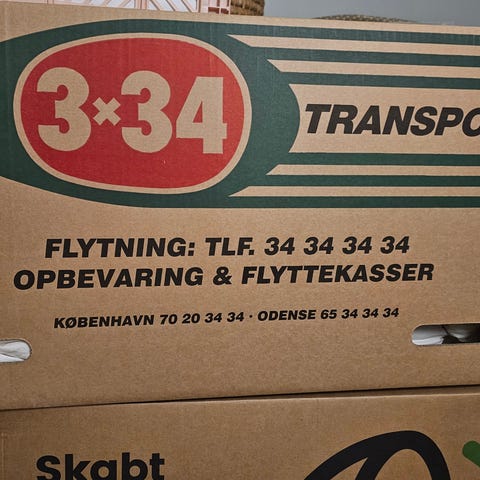 3×34
TRANSPO
FLYTNING: TLF. 34 34 34 34
OPBEVARING & FLYTTEKASSER
KØBENHAVN 70 20 34 34 · ODENSE 65 34 34 34
Skabt